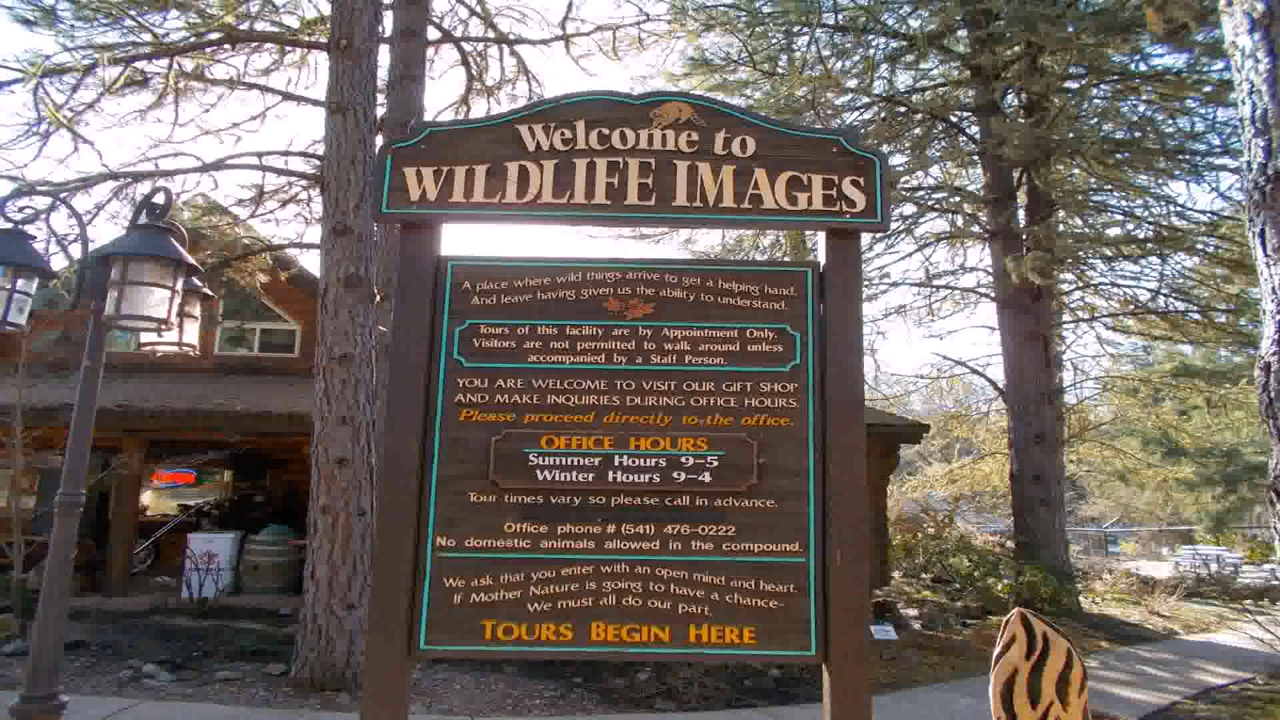 Welcome to
WILDLIFE IMAGES
A place where wild things arrive to get a helping hand.
And leave having given us the ability to understand.
Tours of this facility are by Appointment Only.
Visitors are not permitted to walk around unless
accompanied by a Staff Person.
YOU ARE WELCOME TO VISIT OUR GIFT SHOP
AND MAKE INQUIRIES DURING OFFICE HOURS.
Please proceed directly to the office.
OFFICE HOURS
Summer Hours 9-5
Winter Hours 9-4
Tour times vary so please call in advance.
Office phone # (541) 476-0222
No domestic animals allowed in the compound.
We ask that you enter with an open mind and heart.
If Mother Nature is going to have a chance-
We must all do our part.
TOURS BEGIN HERE